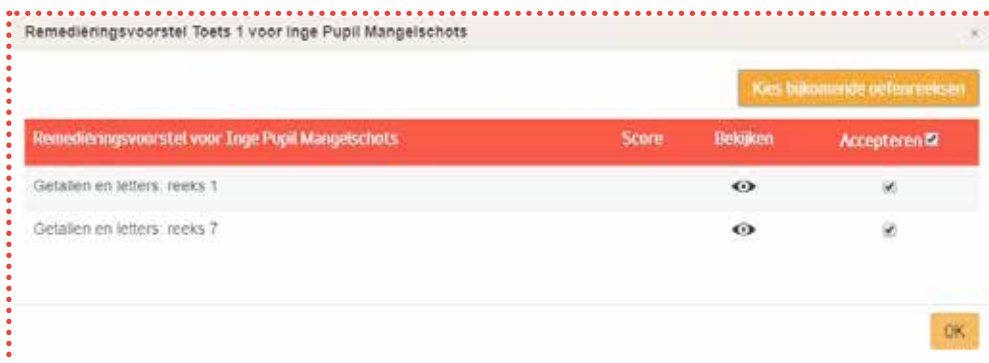 Remediëringsvoorstel Toets 1 voor Inge Pupil Mangelschots
×
Kies bijkomende oefenreeksen
Remediëringsvoorstel voor Inge Pupil Mangelschots Score Bekijken Accepteren
Getallen en letters: reeks 1
Getallen en letters: reeks 7
OK